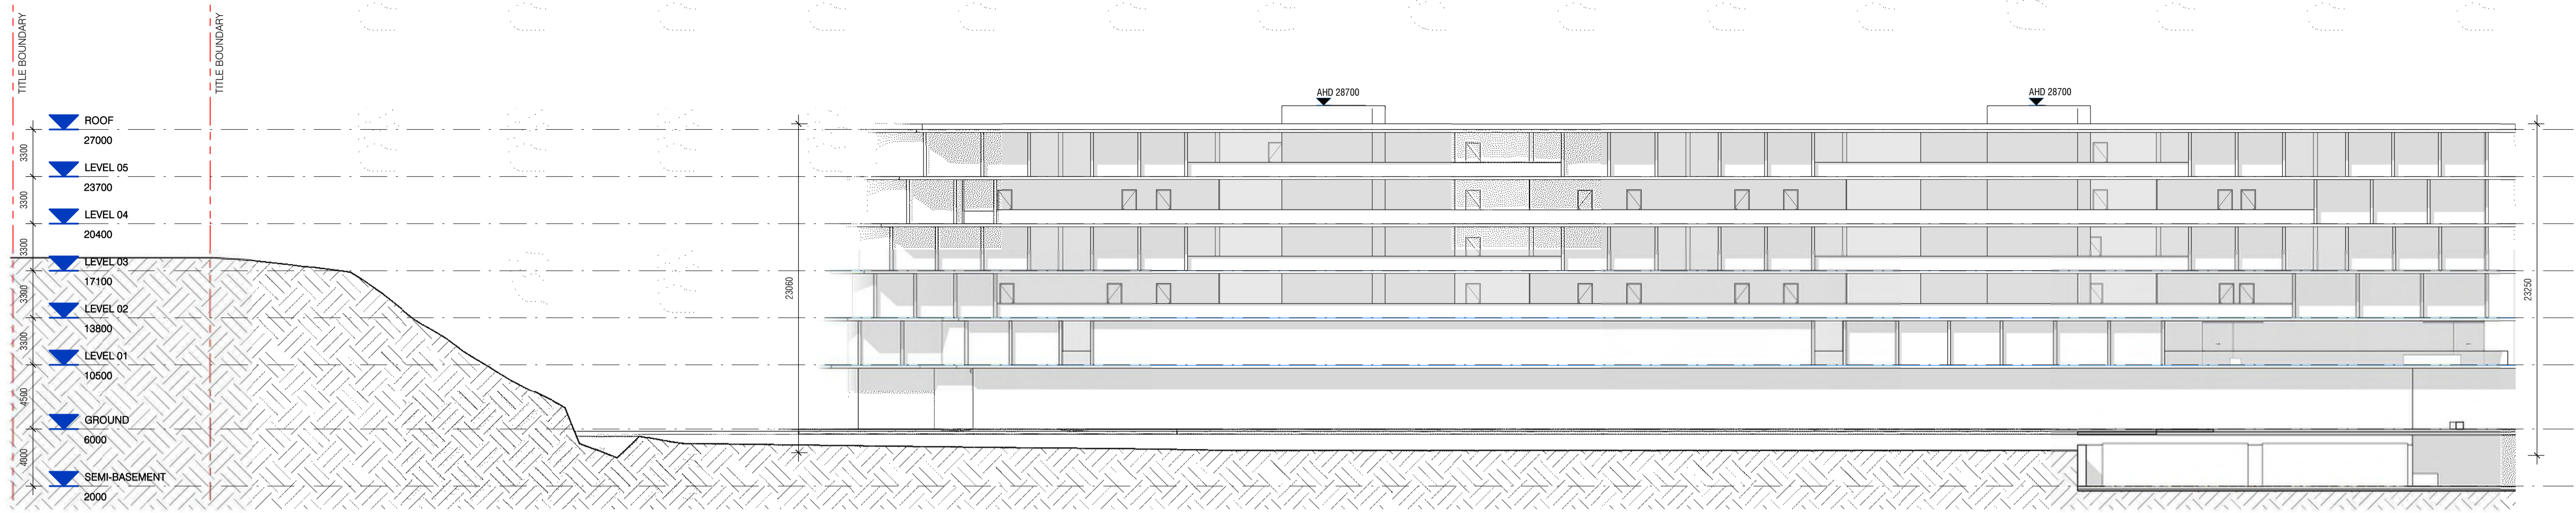 TITLE BOUNDARY
TITLE BOUNDARY
AHD 28700
AHD 28700
ROOF
27000
3300
LEVEL 05
23700
3300
LEVEL 04
20400
3300
LEVEL 03
17100
3300
LEVEL 02
13800
3300
LEVEL 01
10500
4500
GROUND
6000
4000
SEMI-BASEMENT
2000
23060
23250